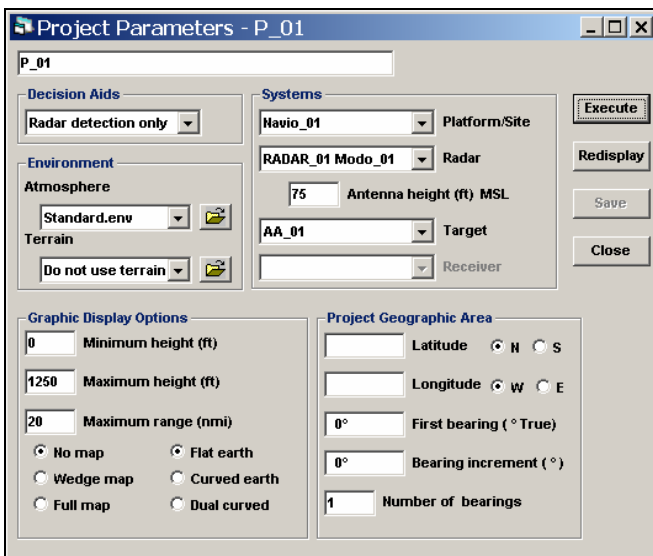 Project Parameters - P_01
P_01
Decision Aids
Radar detection only
Environment
Atmosphere
Standard.env
Terrain
Do not use terrain
Systems
Navio_01 Platform/Site
RADAR_01 Modo_01 Radar
75 Antenna height (ft) MSL
AA_01 Target
Receiver
Execute
Redisplay
Save
Close
Graphic Display Options
0 Minimum height (ft)
1250 Maximum height (ft)
20 Maximum range (nmi)
No map Flat earth
Wedge map Curved earth
Full map Dual curved
Project Geographic Area
Latitude N S
Longitude W E
0° First bearing (°True)
0° Bearing increment (°)
1 Number of bearings